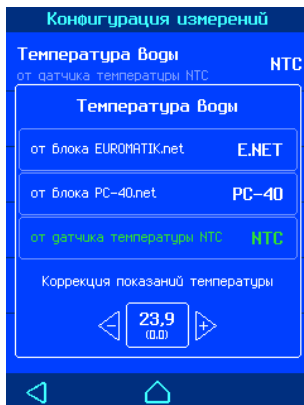 Конфигурация измерений
Температура воды NTC
от датчика температуры NTC
Температура воды
от блока EUROMATIK.net E.NET
от блока PC-40.net PC-40
от датчика температуры NTC NTC
Коррекция показаний температуры
- 23,9 +
(0.0)